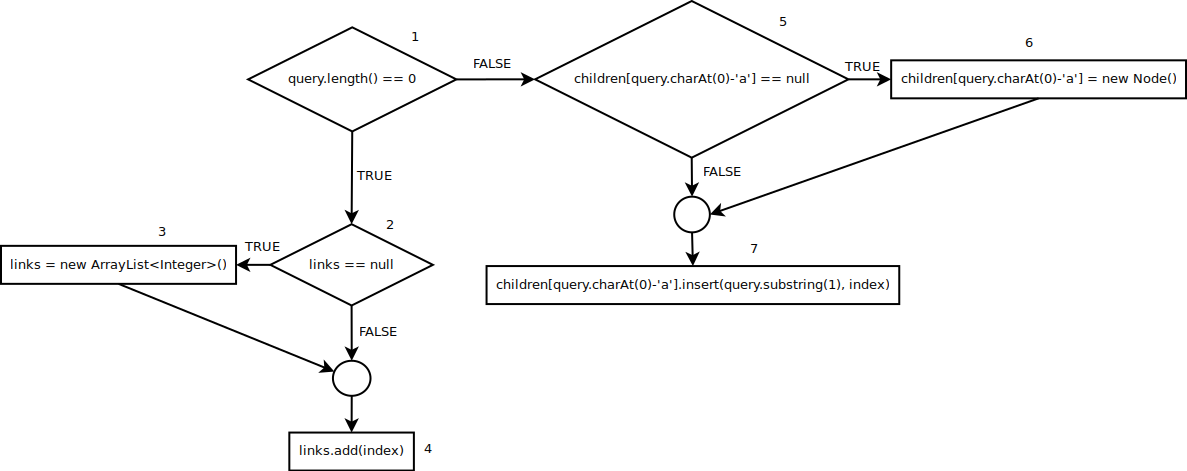 1
query.length() == 0
FALSE
5
children[query.charAt(0)-'a'] == null
TRUE
6
children[query.charAt(0)-'a'] = new Node()
TRUE
FALSE
2
links == null
TRUE
3
links = new ArrayList<Integer>()
7
children[query.charAt(0)-'a'].insert(query.substring(1), index)
FALSE
links.add(index)
4